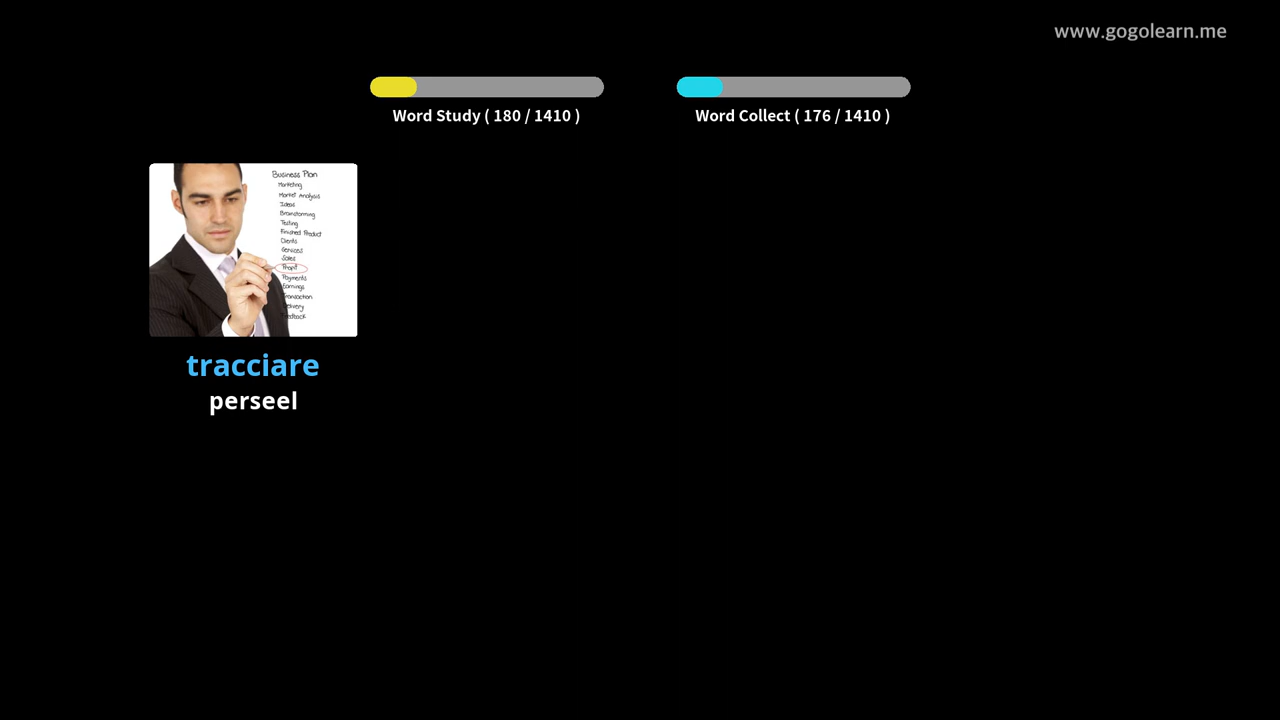 www.gogolearn.me
Word Study ( 180 / 1410 )
Word Collect ( 176 / 1410 )
Business Plan
Marketing
Market Analysis
Ideas
Brainstorming
Testing
Finished Product
Clients
Services
Sales
Profit
Payments
Earnings
Transaction
Delivery
Feedback
tracciare
perseel